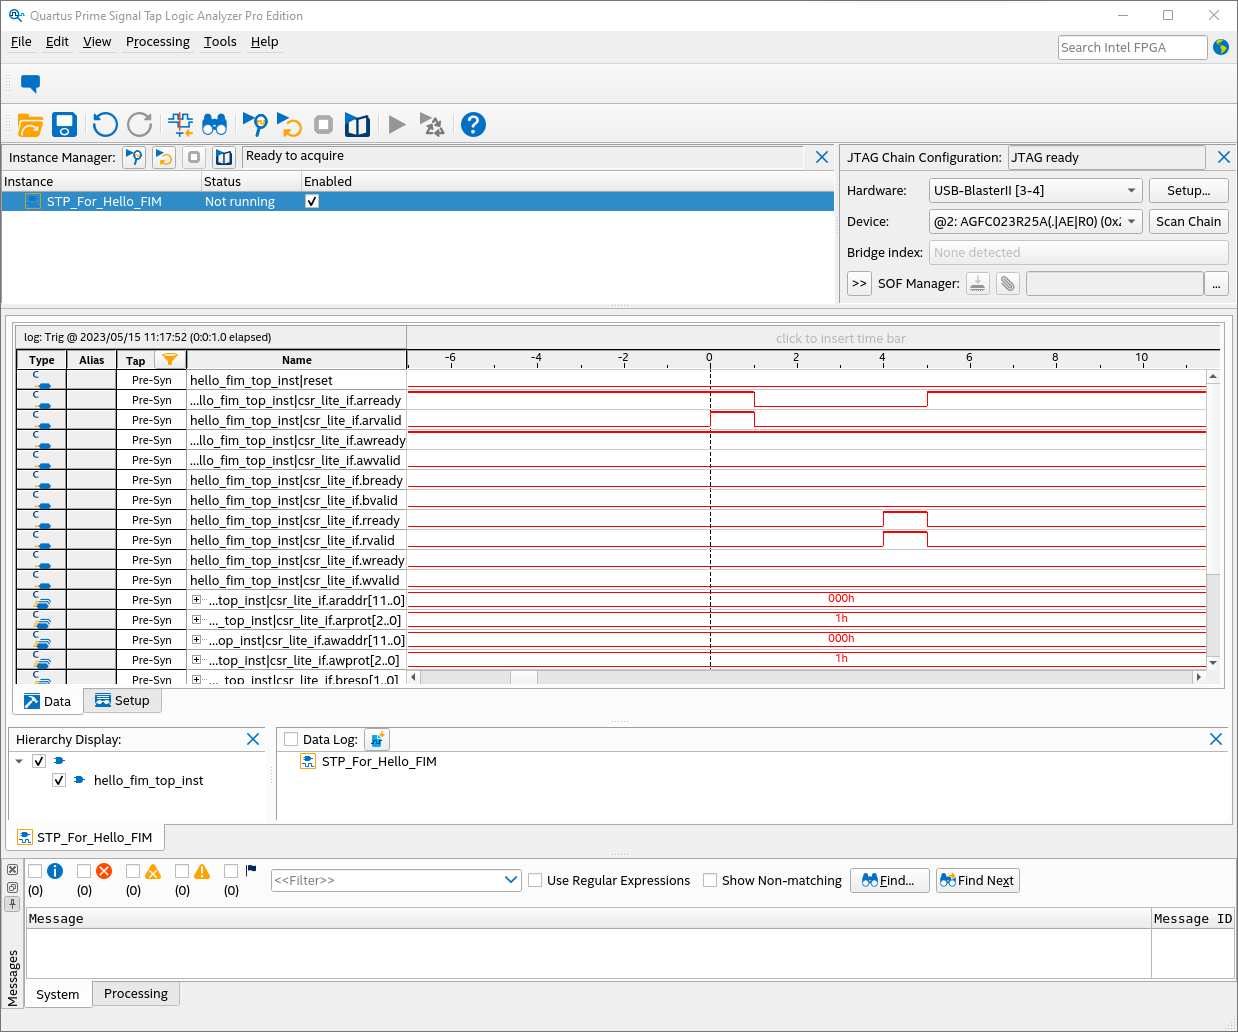 Quartus Prime Signal Tap Logic Analyzer Pro Edition
File Edit View Processing Tools Help
Search Intel FPGA
Instance Manager: Ready to acquire
Instance Status Enabled
STP_For_Hello_FIM Not running
JTAG Chain Configuration: JTAG ready
Hardware: USB-BlasterII [3-4] Setup...
Device: @2: AGFC023R25A(.|AE|R0) (0x Scan Chain
Bridge index: None detected
>> SOF Manager: ...
log: Trig @ 2023/05/15 11:17:52 (0:0:1.0 elapsed) click to insert time bar
Type Alias Tap Name -6 -4 -2 0 2 4 6 8 10
C Pre-Syn hello_fim_top_inst|reset
C Pre-Syn ...llo_fim_top_inst|csr_lite_if.arready
C Pre-Syn hello_fim_top_inst|csr_lite_if.arvalid
C Pre-Syn ...llo_fim_top_inst|csr_lite_if.awready
C Pre-Syn ...llo_fim_top_inst|csr_lite_if.awvalid
C Pre-Syn hello_fim_top_inst|csr_lite_if.bready
C Pre-Syn hello_fim_top_inst|csr_lite_if.bvalid
C Pre-Syn hello_fim_top_inst|csr_lite_if.rready
C Pre-Syn hello_fim_top_inst|csr_lite_if.rvalid
C Pre-Syn hello_fim_top_inst|csr_lite_if.wready
C Pre-Syn hello_fim_top_inst|csr_lite_if.wvalid
C Pre-Syn ...top_inst|csr_lite_if.araddr[11..0] 000h
C Pre-Syn ..._top_inst|csr_lite_if.arprot[2..0] 1h
C Pre-Syn ...op_inst|csr_lite_if.awaddr[11..0] 000h
C Pre-Syn ...top_inst|csr_lite_if.awprot[2..0] 1h
C Pre-Syn ..._top_inst|csr_lite_if.bresp[1..0]
Data Setup
Hierarchy Display:
hello_fim_top_inst
Data Log:
STP_For_Hello_FIM
STP_For_Hello_FIM
(0) (0) (0) (0) (0)
<<Filter>> Use Regular Expressions Show Non-matching Find... Find Next
Message Message ID
Messages
System Processing